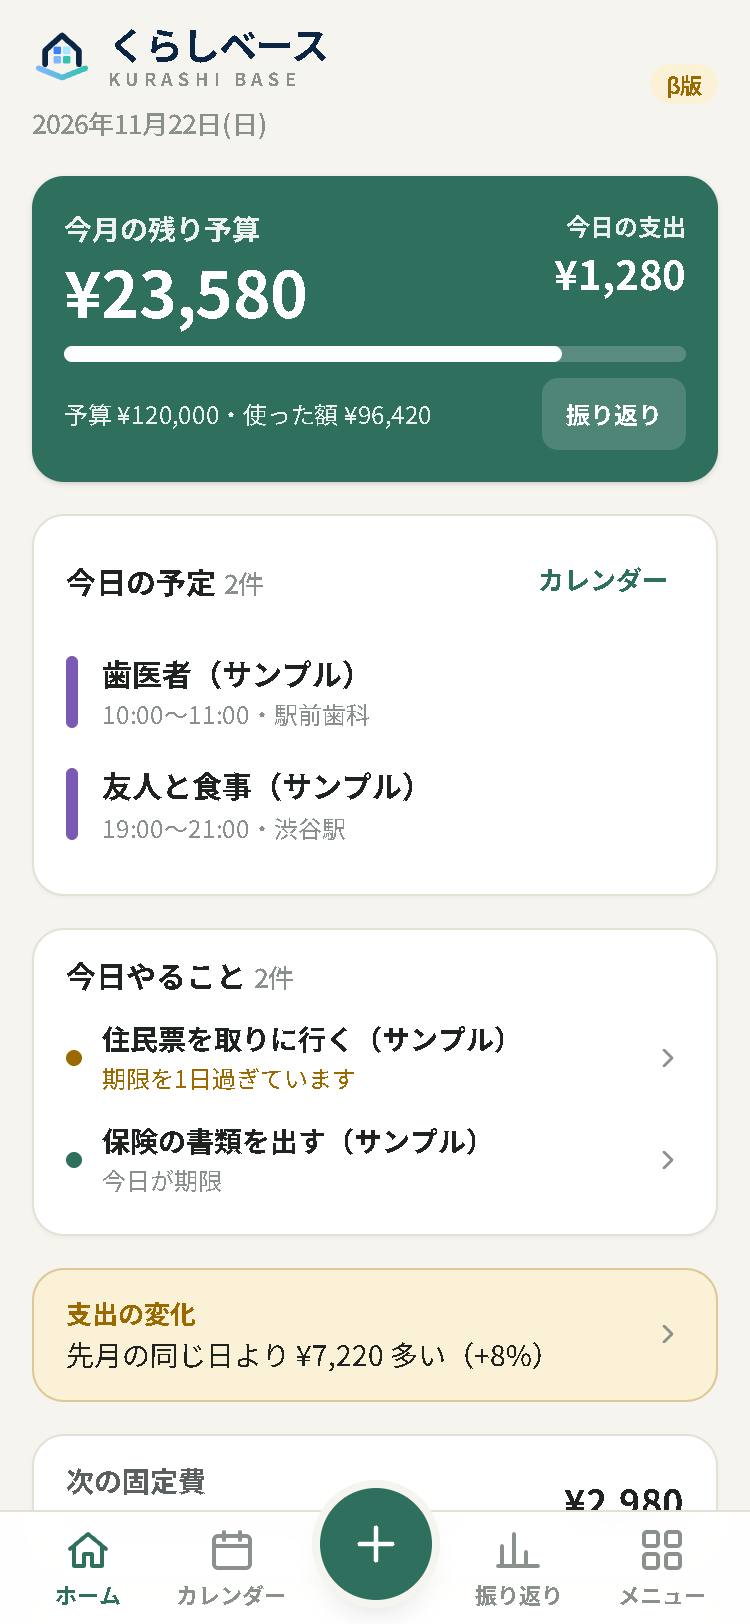 くらしベース
KURASHI BASE
β版
2026年11月22日(日)
今月の残り予算
今日の支出
¥23,580
¥1,280
予算 ¥120,000・使った額 ¥96,420
振り返り
今日の予定 2件
カレンダー
歯医者（サンプル）
10:00〜11:00・駅前歯科
友人と食事（サンプル）
19:00〜21:00・渋谷駅
今日やること 2件
住民票を取りに行く（サンプル）
期限を1日過ぎています
保険の書類を出す（サンプル）
今日が期限
支出の変化
先月の同じ日より ¥7,220 多い（+8%）
次の固定費
¥2,980
ホーム
カレンダー
振り返り
メニュー